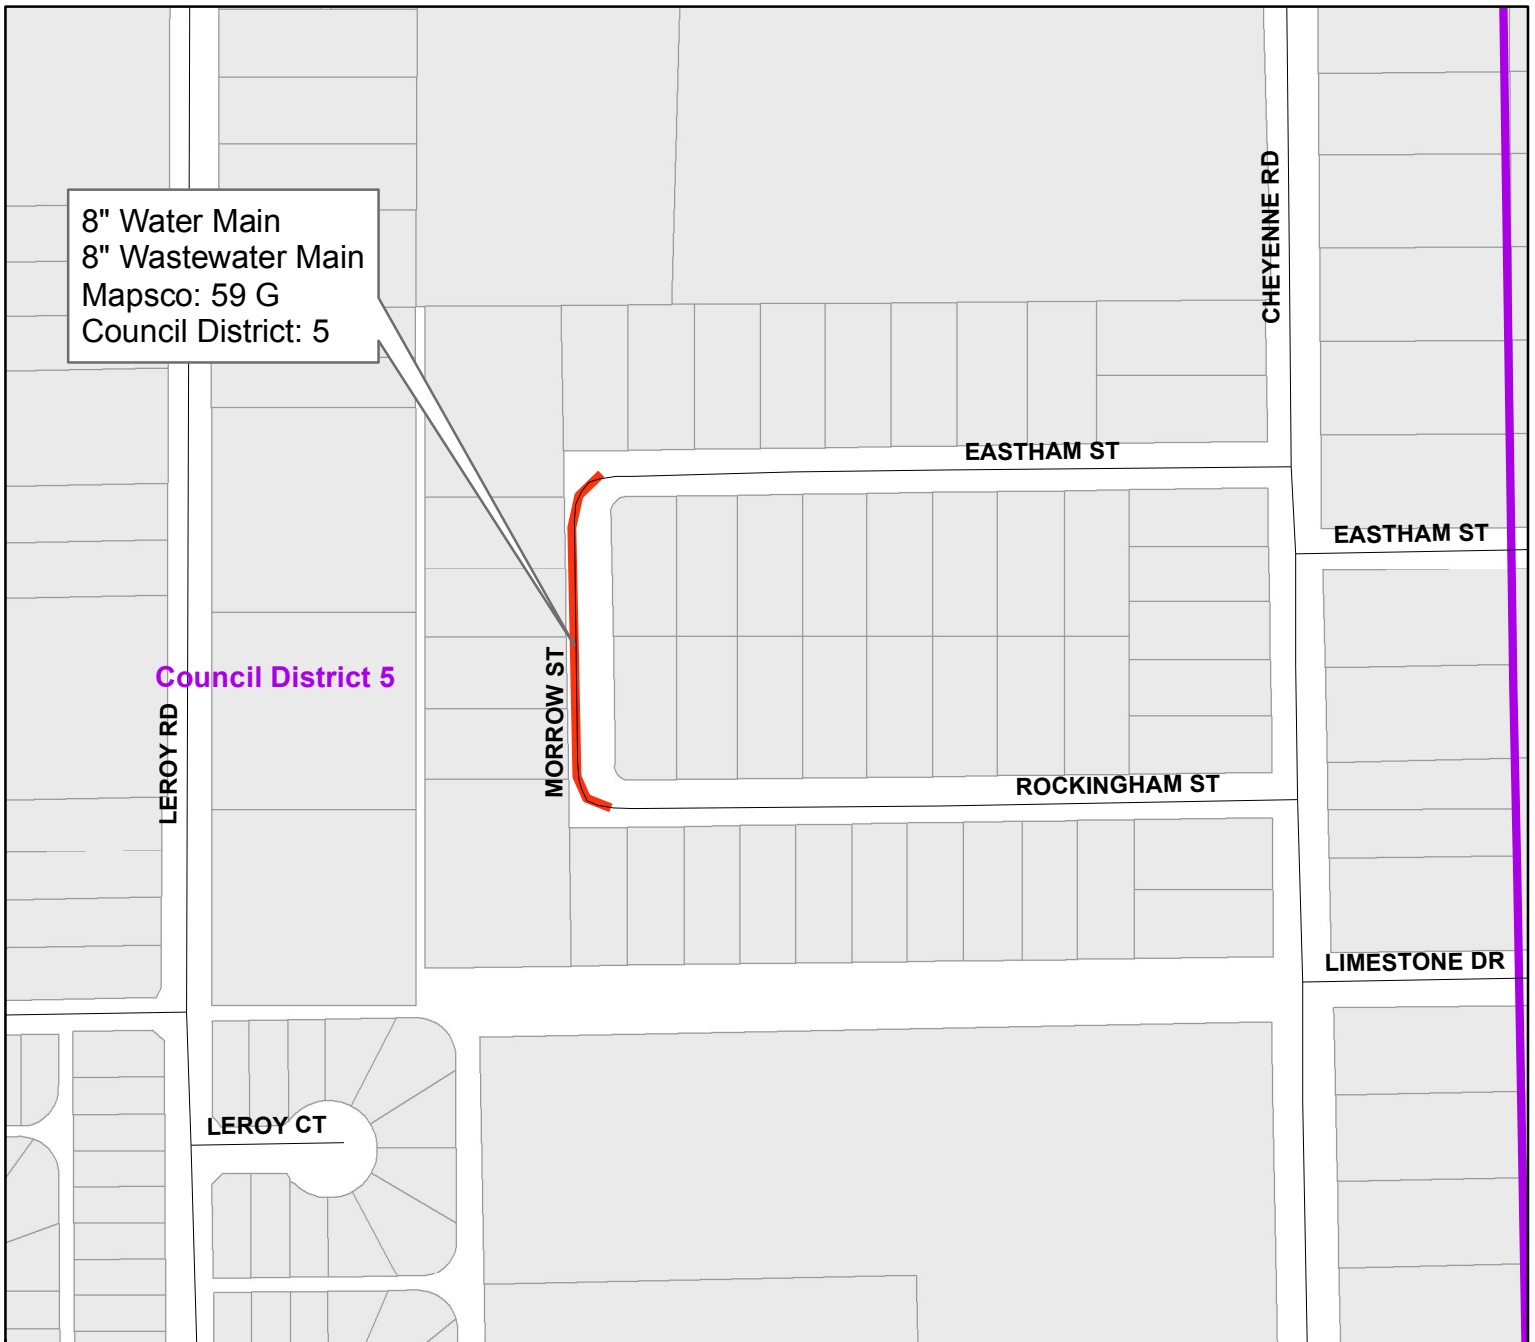 CHEYENNE RD
8" Water Main
8" Wastewater Main
Mapsco: 59 G
Council District: 5
EASTHAM ST
EASTHAM ST
Council District 5
MORROW ST
LEROY RD
ROCKINGHAM ST
LIMESTONE DR
LEROY CT